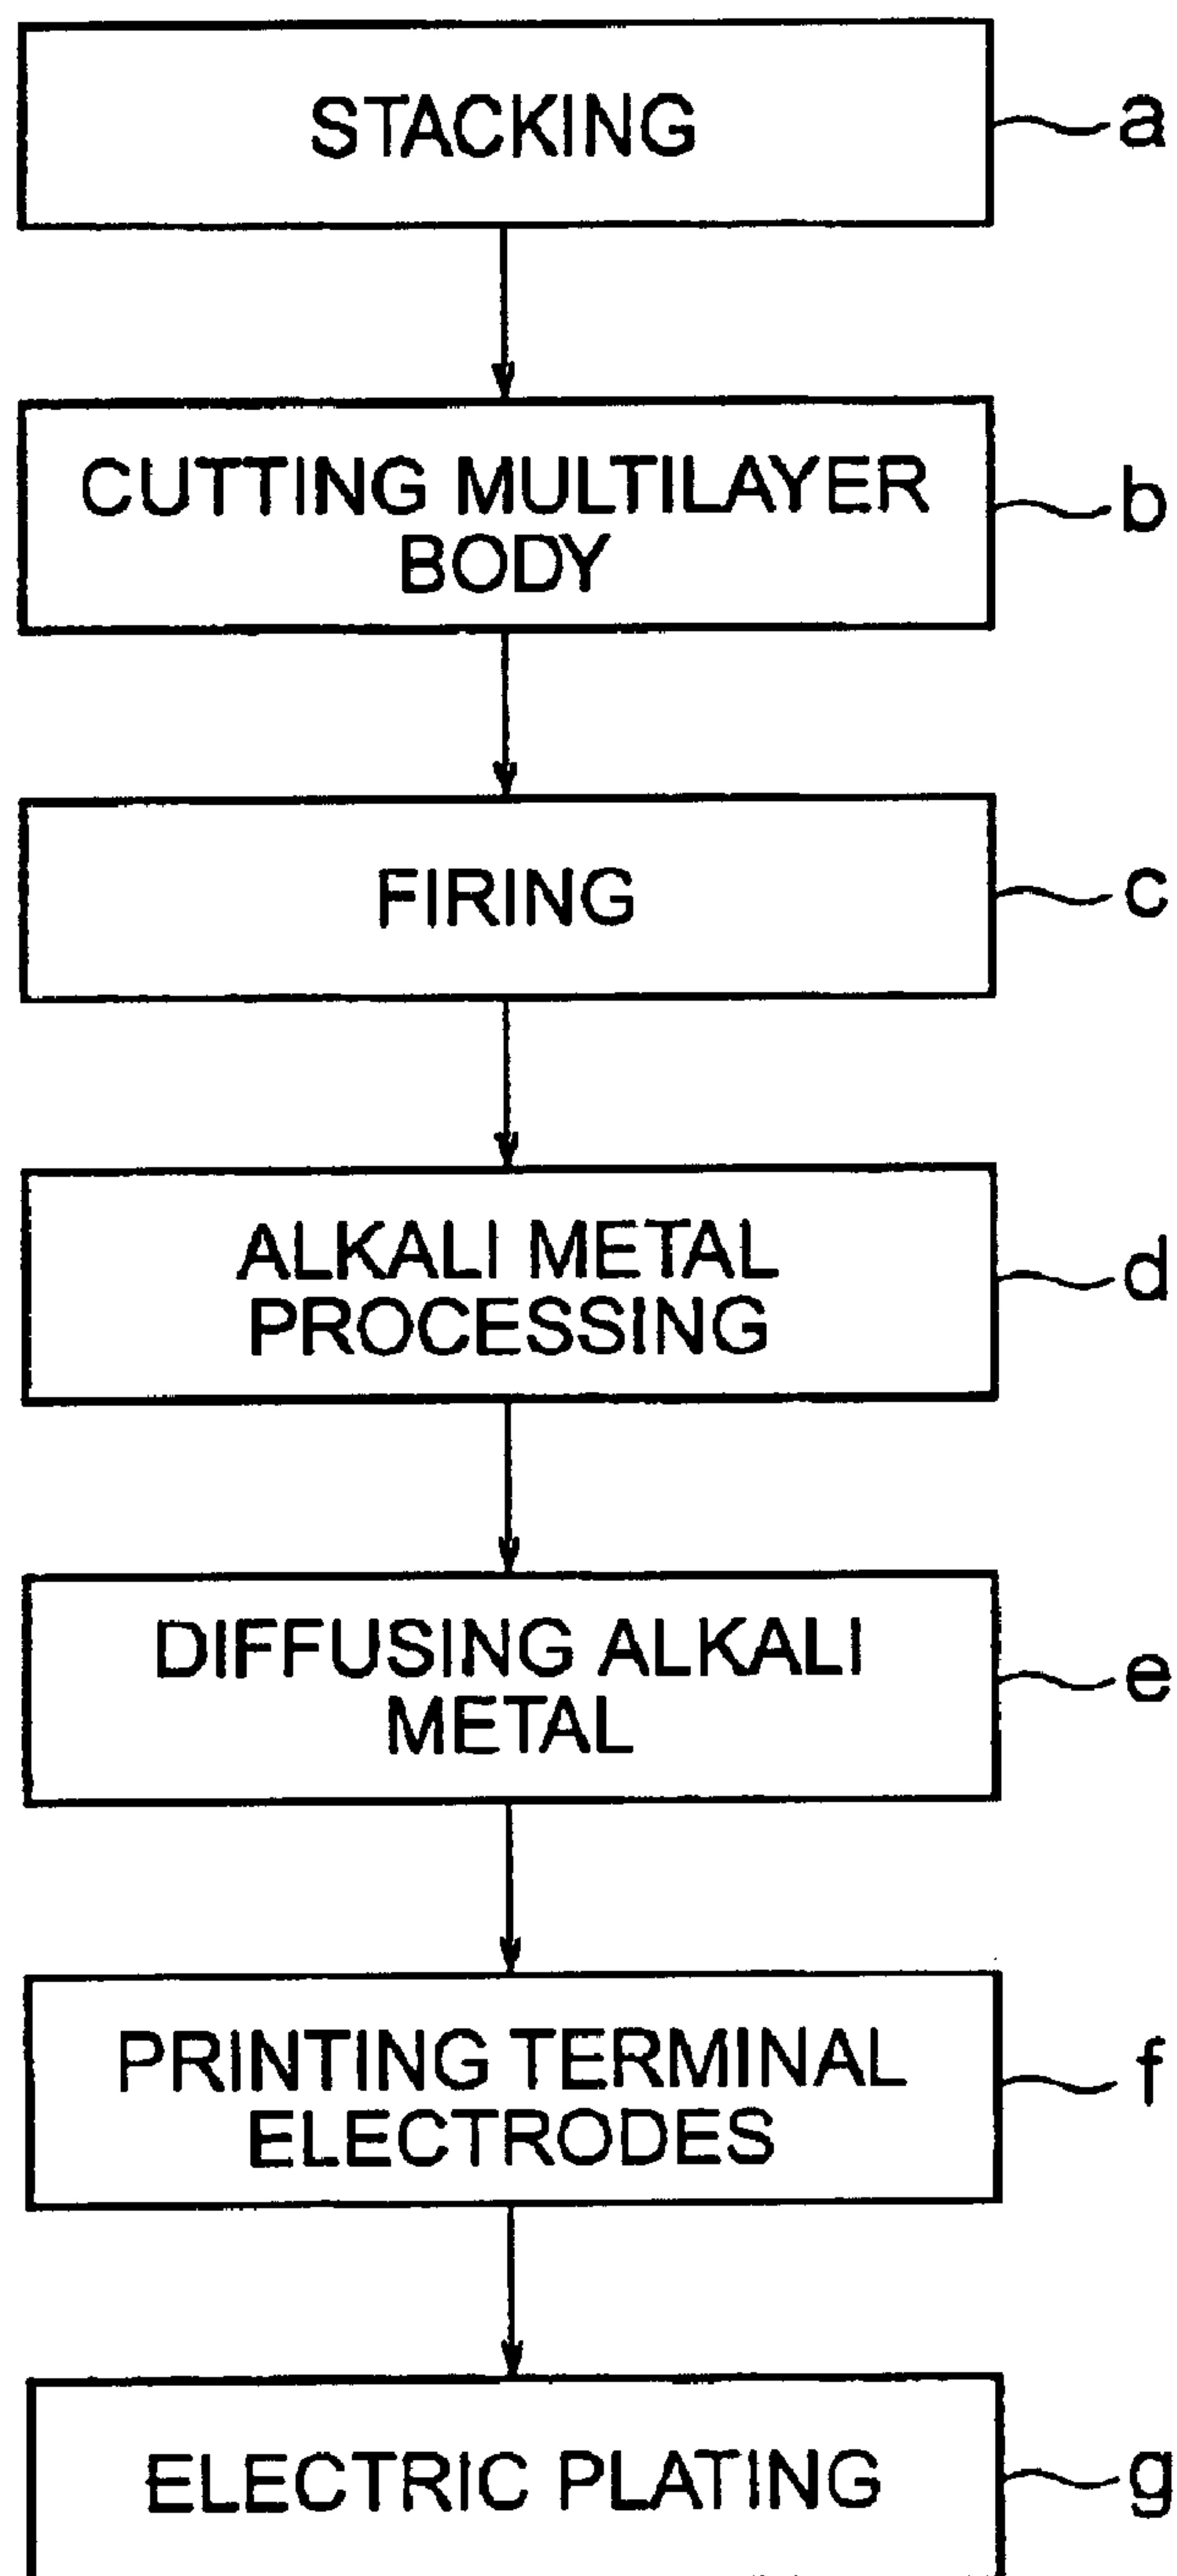 STACKING
a
CUTTING MULTILAYER
BODY
b
FIRING
c
ALKALI METAL
PROCESSING
d
DIFFUSING ALKALI
METAL
e
PRINTING TERMINAL
ELECTRODES
f
ELECTRIC PLATING
g